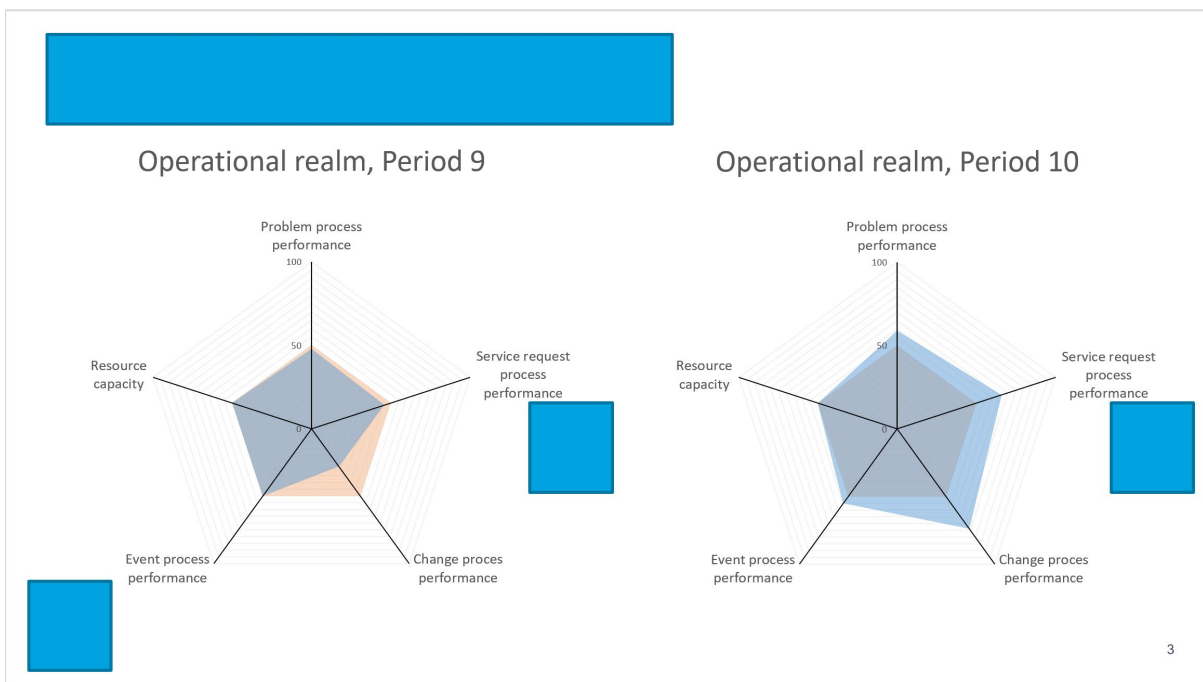 Operational realm, Period 9
Problem process
performance
100
50
0
Service request
process
performance
Change proces
performance
Event process
performance
Resource
capacity
Operational realm, Period 10
Problem process
performance
100
50
0
Service request
process
performance
Change proces
performance
Event process
performance
Resource
capacity
3